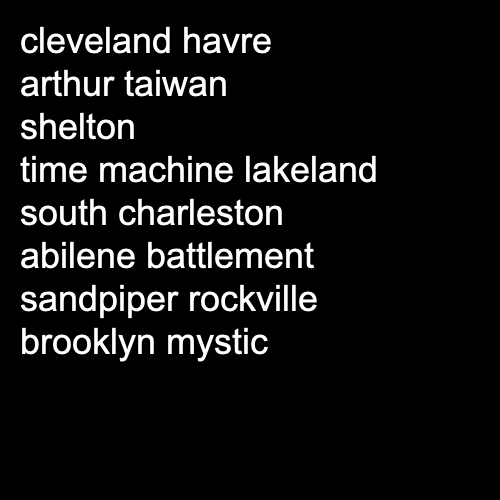 cleveland havre
arthur taiwan
shelton
time machine lakeland
south charleston
abilene battlement
sandpiper rockville
brooklyn mystic